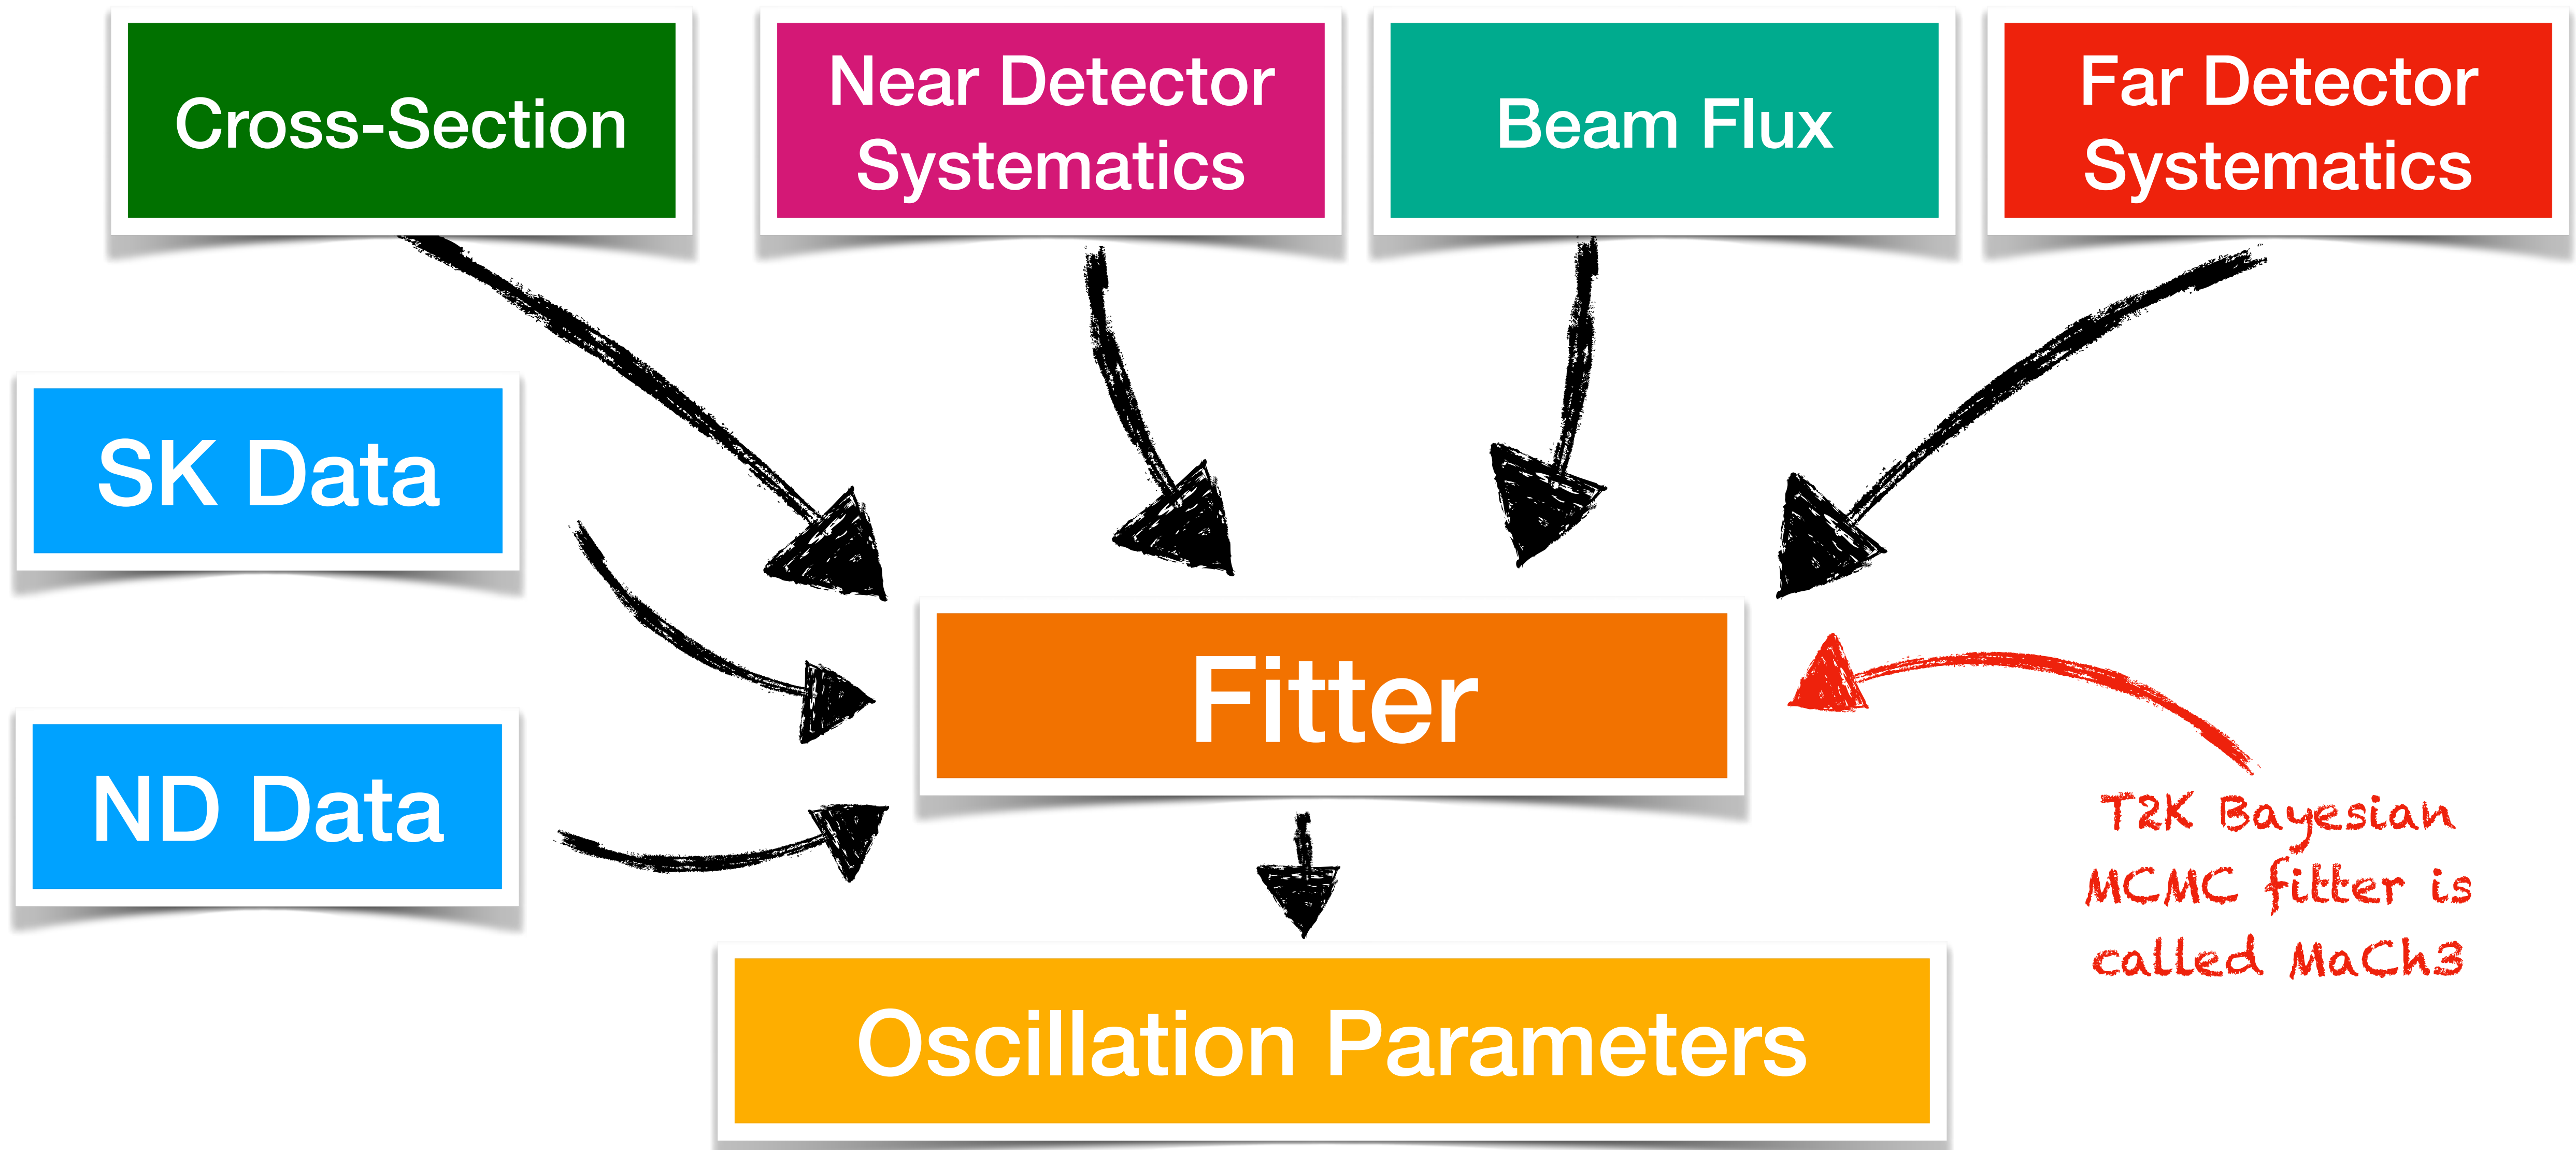 Cross-Section
Near Detector
Systematics
Beam Flux
Far Detector
Systematics
SK Data
ND Data
Fitter
T2K Bayesian
MCMC fitter is
called MaCh3
Oscillation Parameters